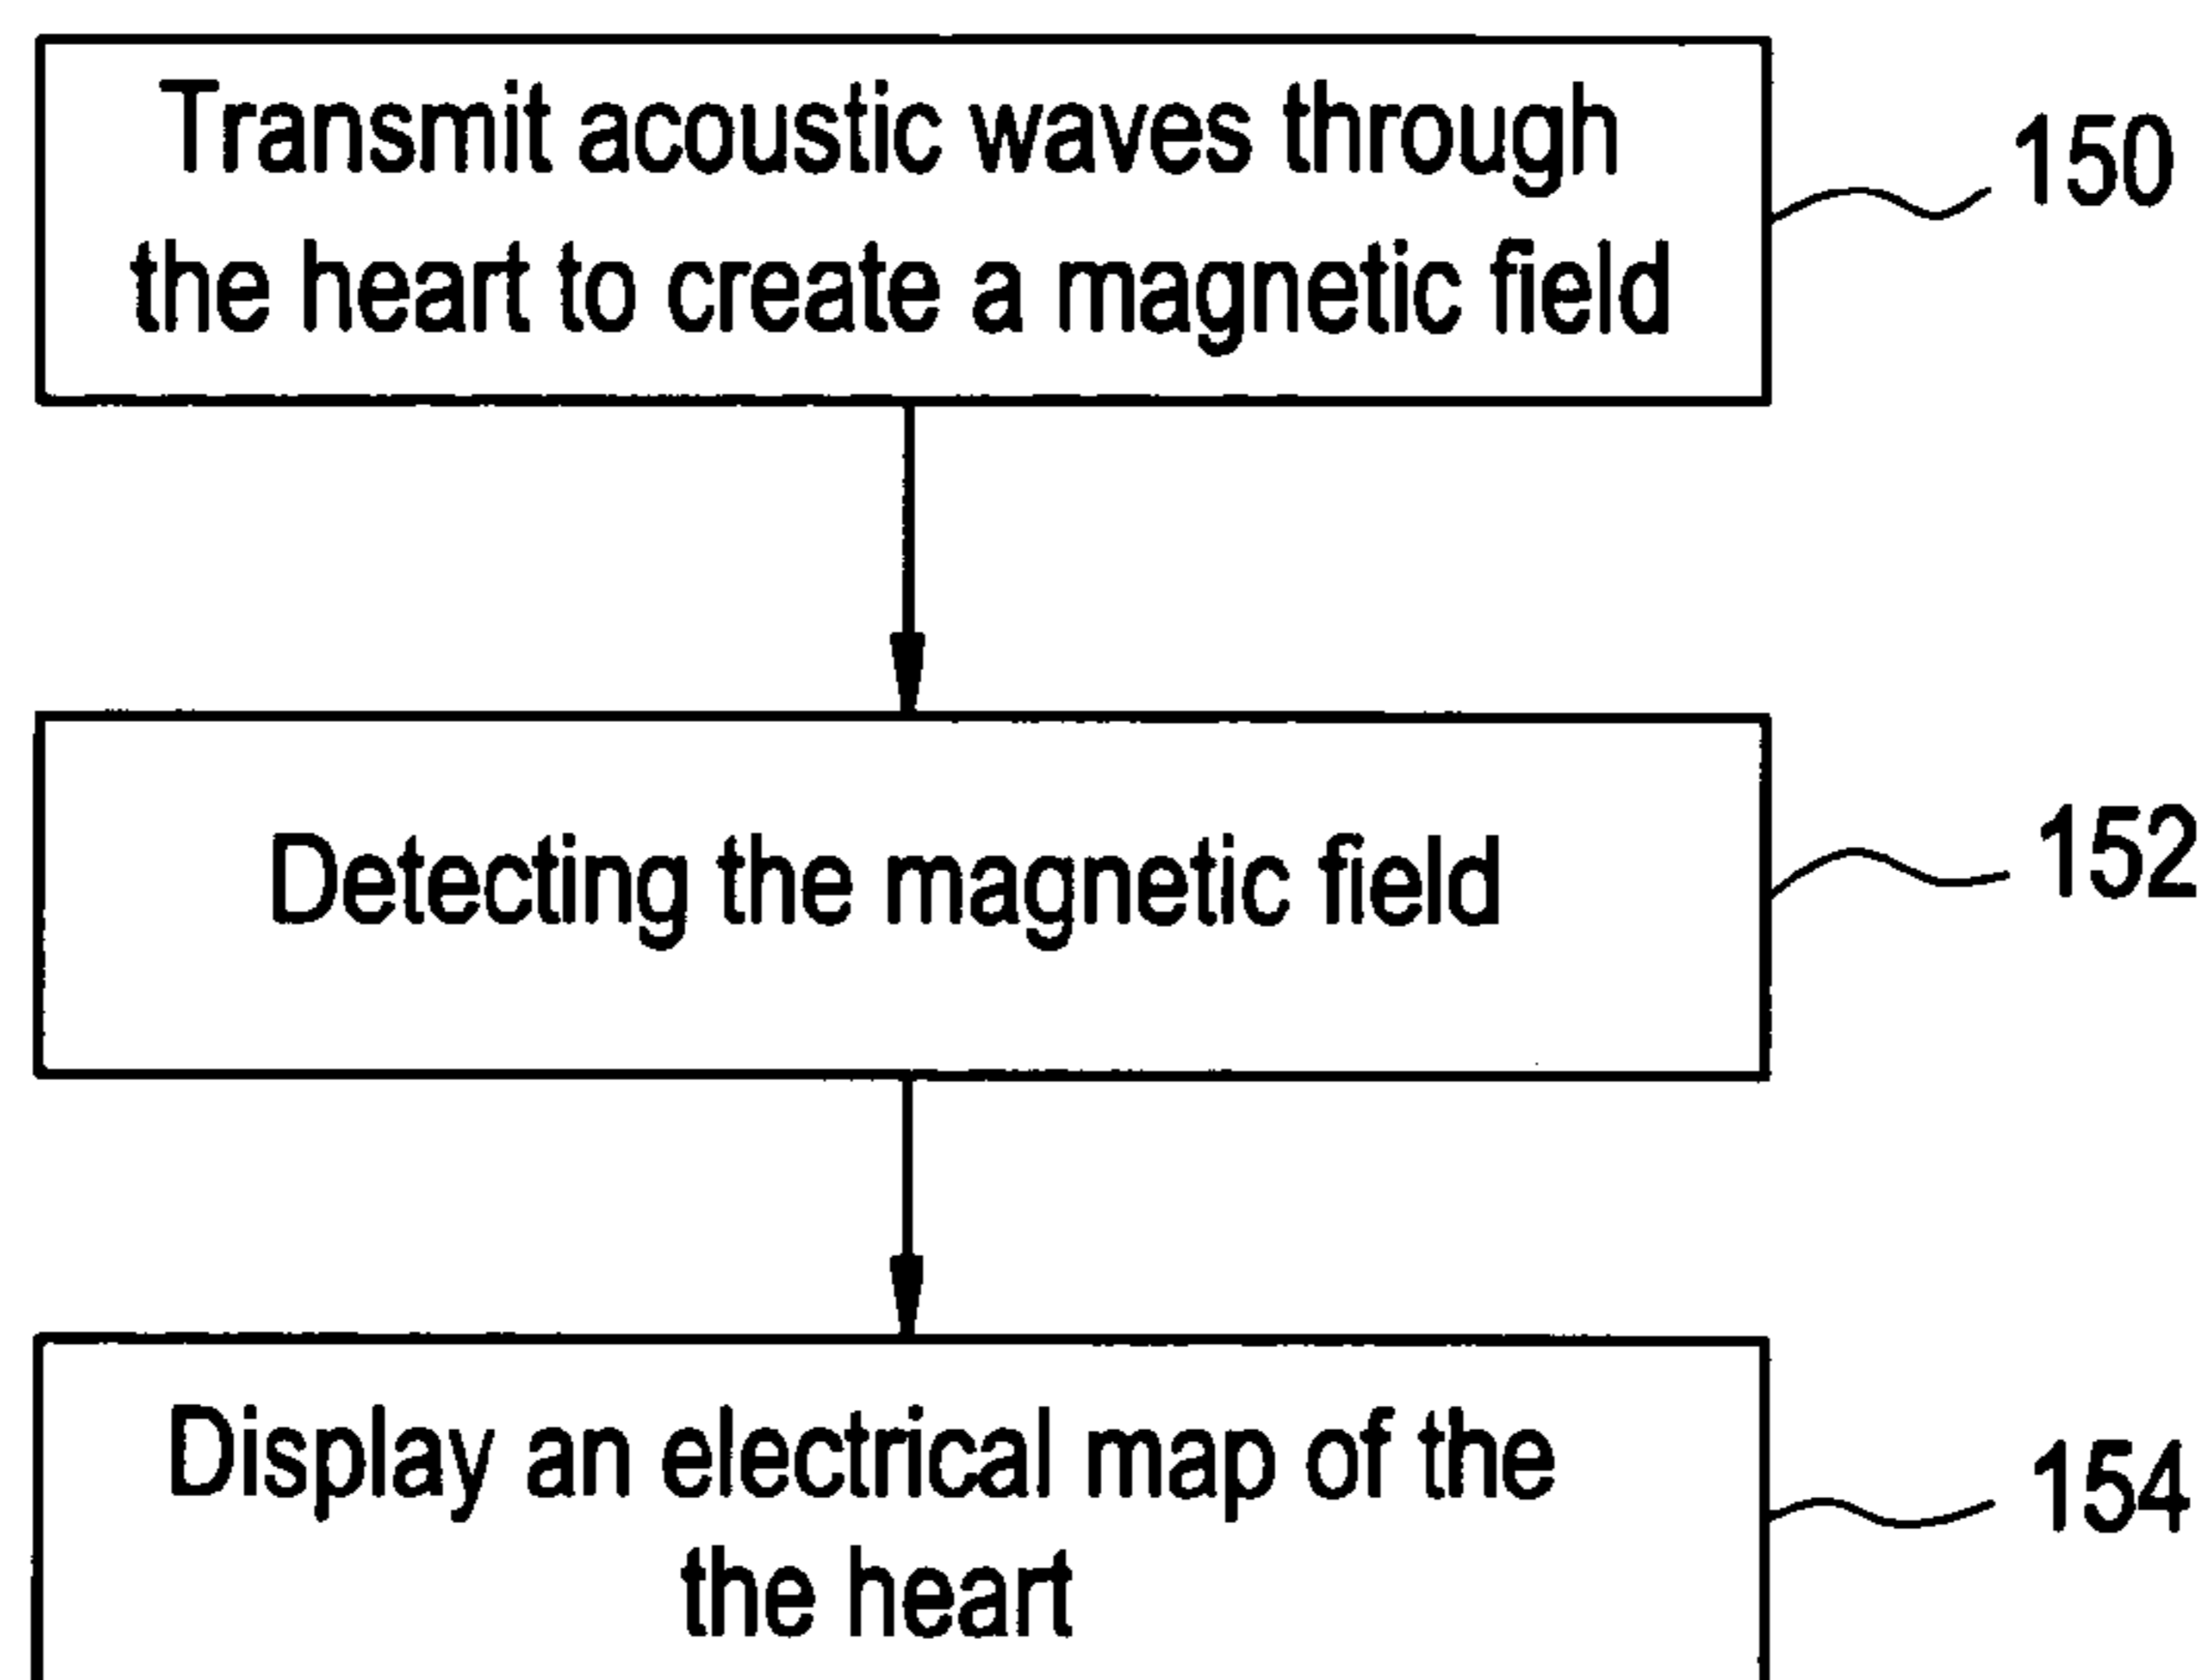 Transmit acoustic waves through
the heart to create a magnetic field
150
Detecting the magnetic field
152
Display an electrical map of the
the heart
154